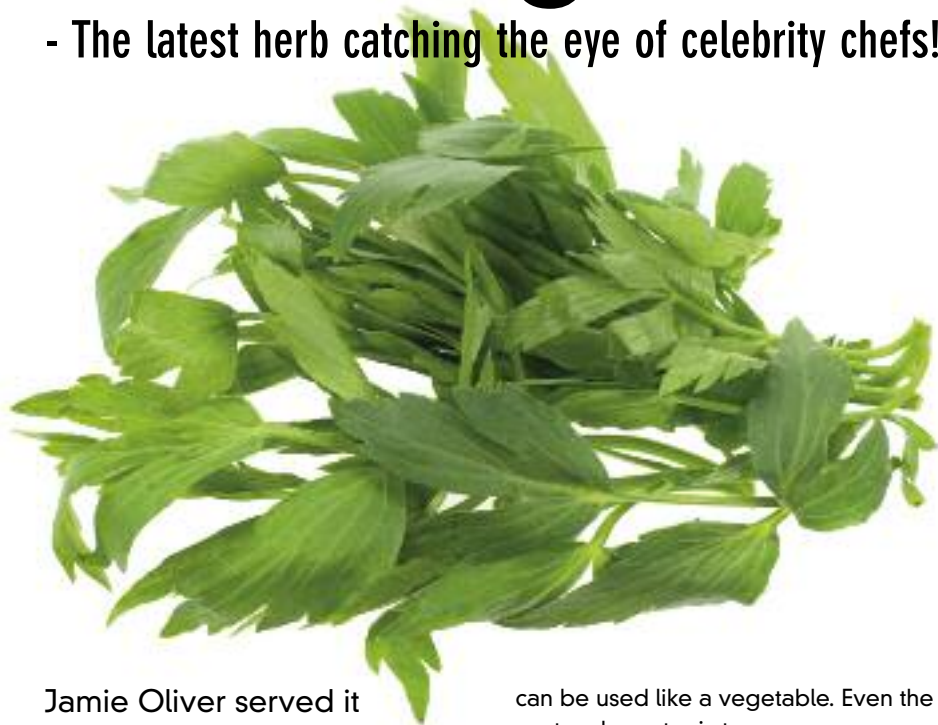 - The latest herb catching the eye of celebrity chefs!
Jamie Oliver served it
can be used like a vegetable. Even the